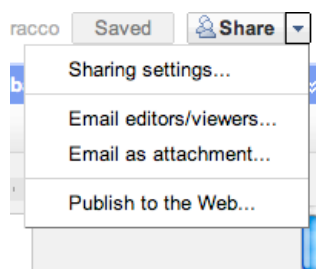 racco Saved Share
Sharing settings...
Email editors/viewers...
Email as attachment...
Publish to the Web...